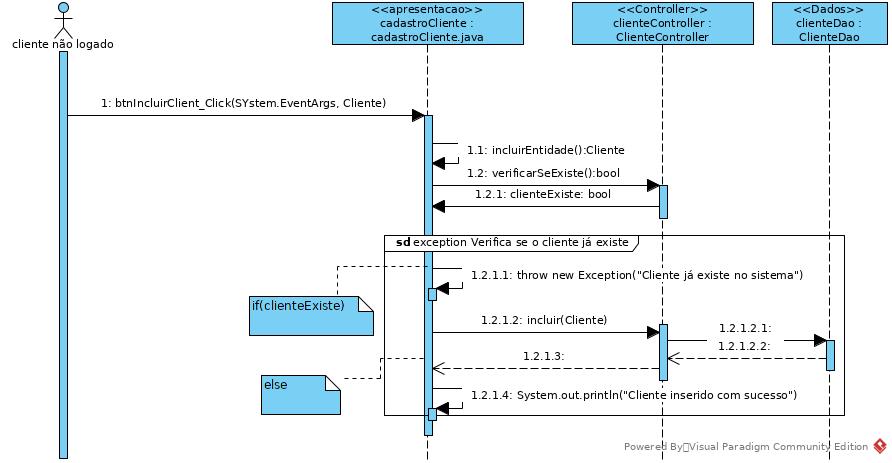 <<apresentacao>>
cadastroCliente :
cadastroCliente.java
<<Controller>>
clienteController :
ClienteController
<<Dados>>
clienteDao :
ClienteDao
cliente não logado
1: btnIncluirClient_Click(SYstem.EventArgs, Cliente)
1.1: incluirEntidade():Cliente
1.2: verificarSeExiste():bool
1.2.1: clienteExiste: bool
sd exception Verifica se o cliente já existe
1.2.1.1: throw new Exception("Cliente já existe no sistema")
if(clienteExiste)
1.2.1.2: incluir(Cliente)
1.2.1.2.1:
1.2.1.2.2:
1.2.1.3:
else
1.2.1.4: System.out.println("Cliente inserido com sucesso")
Powered By Visual Paradigm Community Edition